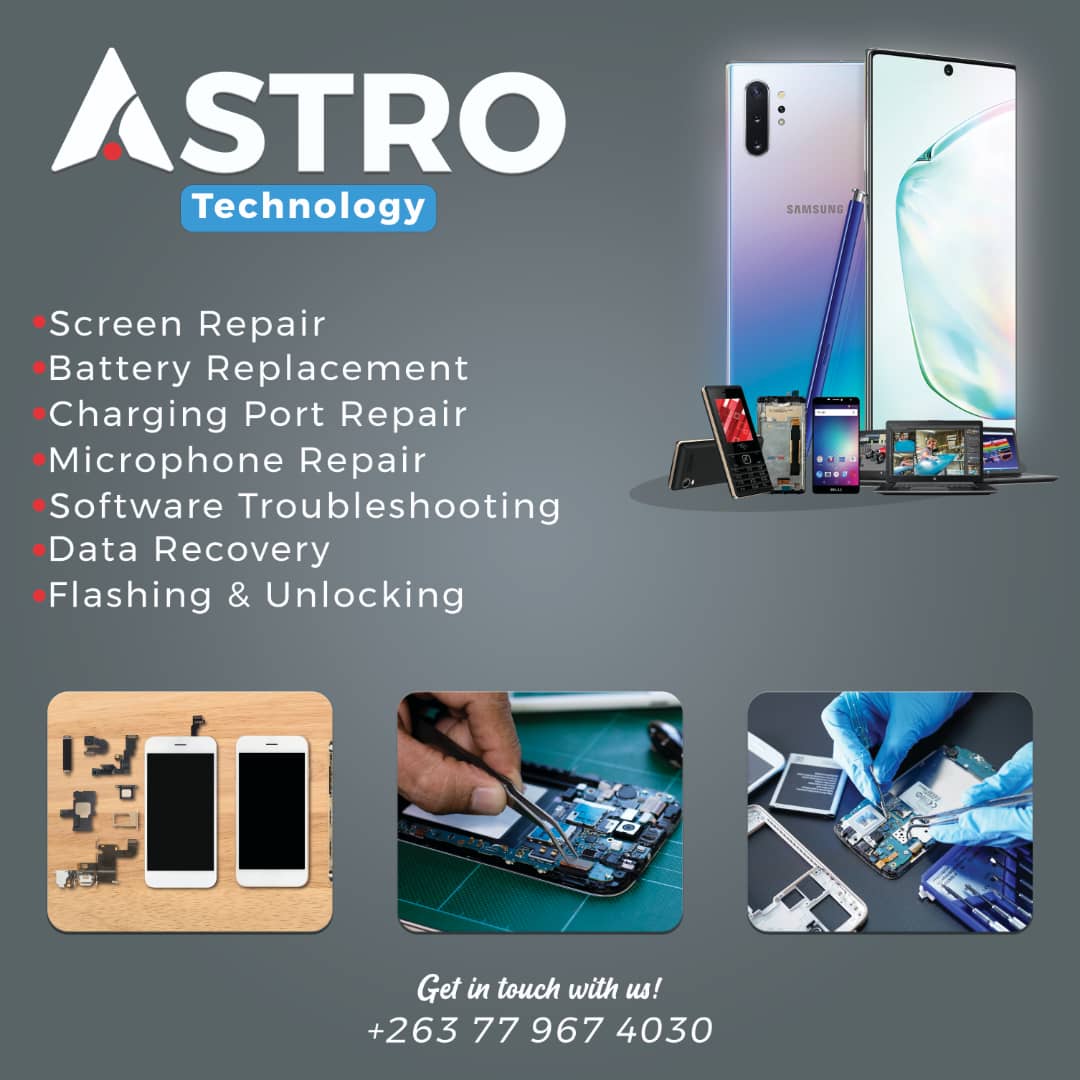 ASTRO
Technology
SAMSUNG
•Screen Repair
•Battery Replacement
•Charging Port Repair
•Microphone Repair
•Software Troubleshooting
•Data Recovery
•Flashing & Unlocking
Get in touch with us!
+263 77 967 4030